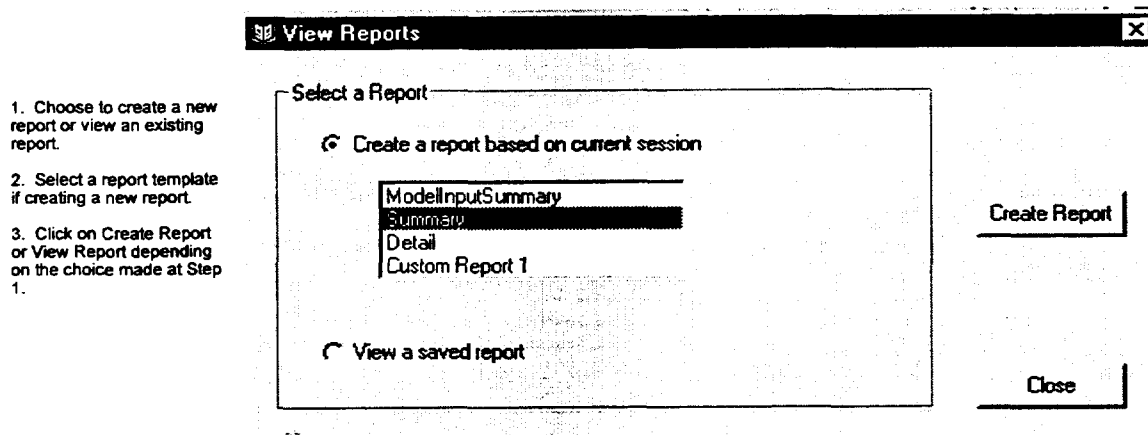 View Reports
1. Choose to create a new
report or view an existing
report.
2. Select a report template
if creating a new report.
3. Click on Create Report
or View Report depending
on the choice made at Step
1.
Select a Report
Create a report based on current session
ModelInputSummary
Summary
Detail
Custom Report 1
View a saved report
Create Report
Close